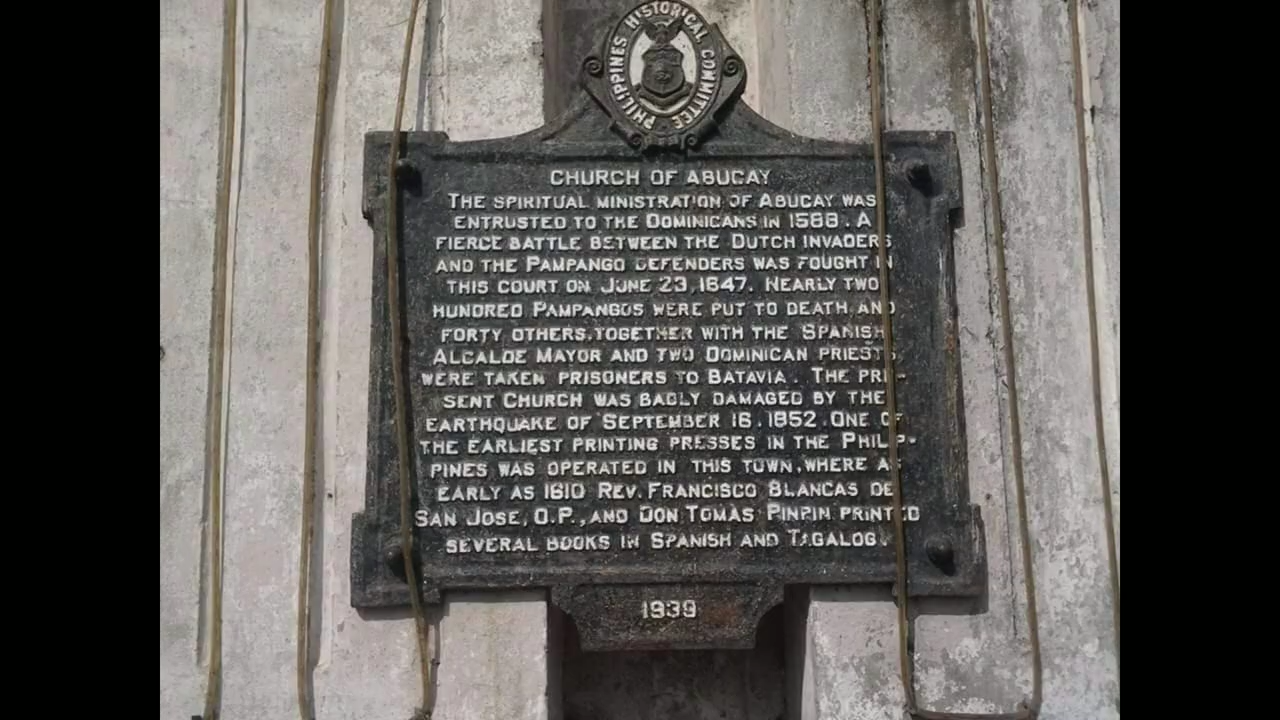 PHILIPPINES HISTORICAL COMMITTEE
CHURCH OF ABUCAY
THE SPIRITUAL MINISTRATION OF ABUCAY WAS
ENTRUSTED TO THE DOMINICANS IN 1588. A
FIERCE BATTLE BETWEEN THE DUTCH INVADERS
AND THE PAMPANGO DEFENDERS WAS FOUGHT IN
THIS COURT ON JUNE 23, 1647. NEARLY TWO
HUNDRED PAMPANGOS WERE PUT TO DEATH AND
FORTY OTHERS, TOGETHER WITH THE SPANISH
ALCALDE MAYOR AND TWO DOMINICAN PRIESTS,
WERE TAKEN PRISONERS TO BATAVIA. THE PRE-
SENT CHURCH WAS BADLY DAMAGED BY THE
EARTHQUAKE OF SEPTEMBER 16, 1852. ONE OF
THE EARLIEST PRINTING PRESSES IN THE PHILIP-
PINES WAS OPERATED IN THIS TOWN, WHERE AS
EARLY AS 1610 REV. FRANCISCO BLANCAS DE
SAN JOSE, O.P., AND DON TOMAS PINPIN PRINTED
SEVERAL BOOKS IN SPANISH AND TAGALOG.
1939